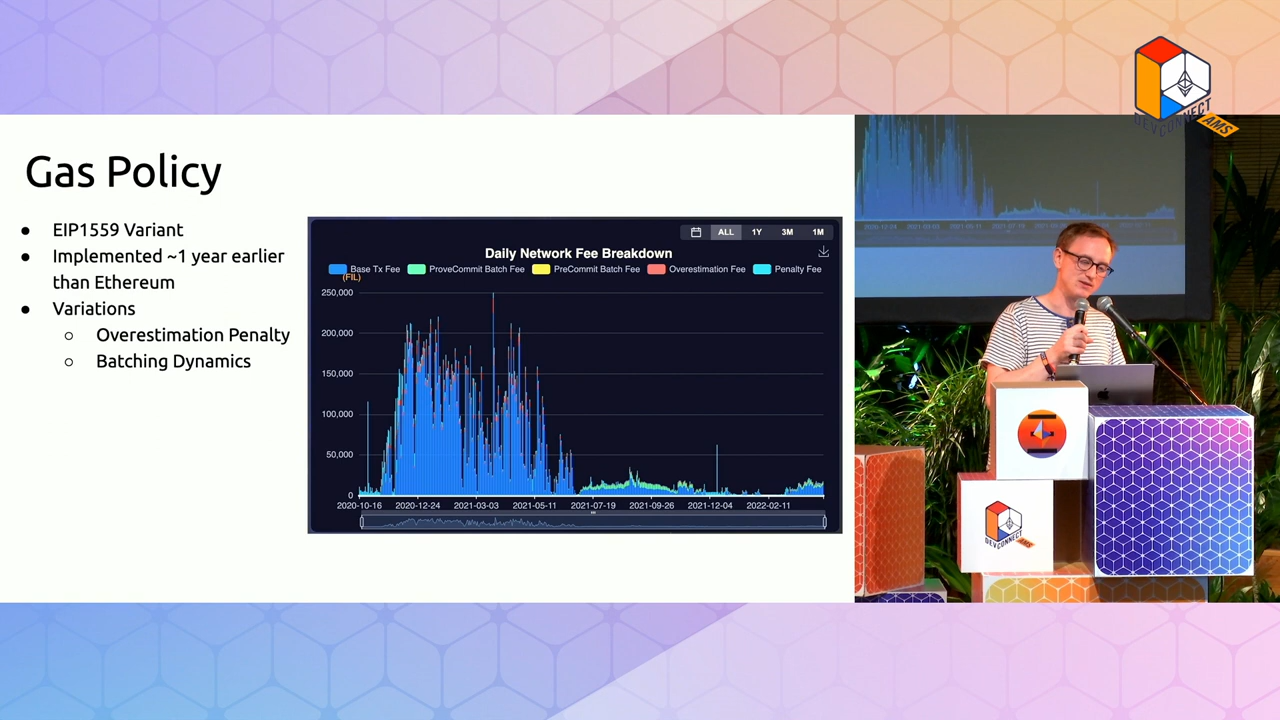 DEVCONNECT
AMS
Gas Policy
● EIP1559 Variant
● Implemented ~1 year earlier
than Ethereum
● Variations
○ Overestimation Penalty
○ Batching Dynamics
ALL 1Y 3M 1M
Daily Network Fee Breakdown
Base Tx Fee ProveCommit Batch Fee PreCommit Batch Fee Overestimation Fee Penalty Fee
(FIL)
250,000
200,000
150,000
100,000
50,000
0
2020-10-16 2020-12-24 2021-03-03 2021-05-11 2021-07-19 2021-09-26 2021-12-04 2022-02-11
DEVCONNECT
AMS